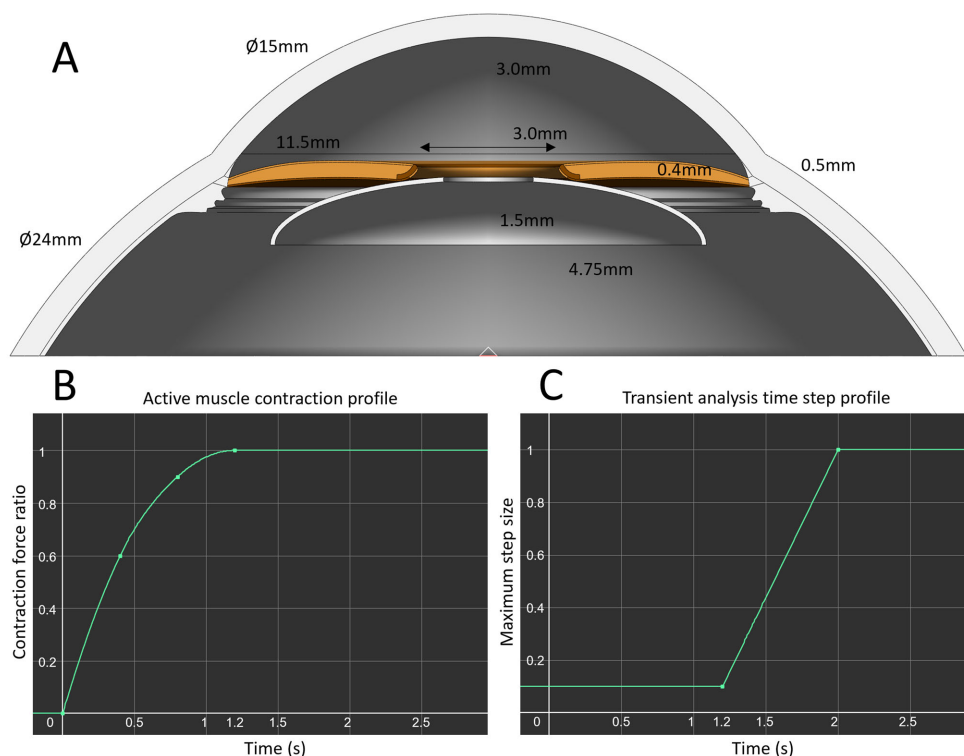 A
Ø15mm
3.0mm
11.5mm
3.0mm
0.4mm
0.5mm
1.5mm
Ø24mm
4.75mm
B
Active muscle contraction profile
Contraction force ratio
1
0.8
0.6
0.4
0.2
0
0.5
1
1.2
1.5
2
2.5
Time (s)
C
Transient analysis time step profile
Maximum step size
1
0.8
0.6
0.4
0.2
0
0.5
1
1.2
1.5
2
2.5
Time (s)